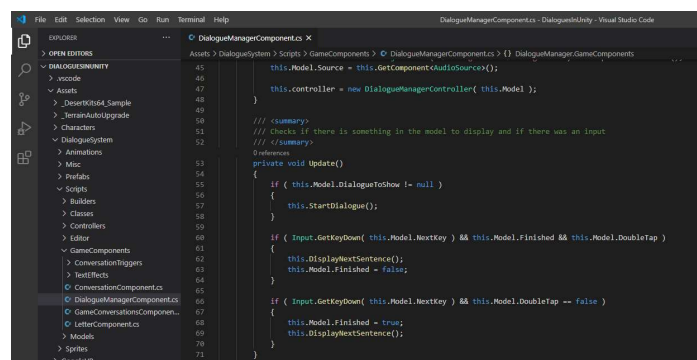 File Edit Selection View Go Run Terminal Help
DialogueManagerComponent.cs - DialoguesInUnity - Visual Studio Code
EXPLORER
···
> OPEN EDITORS
DIALOGUESINUNITY
> .vscode
Assets
> _DesertKits64_Sample
> _TerrainAutoUpgrade
> Characters
DialogueSystem
> Animations
> Misc
> Prefabs
Scripts
> Builders
> Classes
> Controllers
> Editor
GameComponents
> ConversationTriggers
> TextEffects
ConversationComponent.cs
DialogueManagerComponent.cs
GameConversationsComponen...
LetterComponent.cs
> Models
> Sprites
DialogueManagerComponent.cs ×
Assets > DialogueSystem > Scripts > GameComponents > DialogueManagerComponent.cs > {} DialogueManager.GameComponents
45 this.Model.Source = this.GetComponent<AudioSource>();
46
47 this.controller = new DialogueManagerController( this.Model );
48 }
49
50 /// <summary>
51 /// Checks if there is something in the model to display and if there was an input
52 /// </summary>
0 references
53 private void Update()
54 {
55 if ( this.Model.DialogueToShow != null )
56 {
57 this.StartDialogue();
58 }
59
60 if ( Input.GetKeyDown( this.Model.NextKey ) && this.Model.Finished && this.Model.DoubleTap )
61 {
62 this.DisplayNextSentence();
63 this.Model.Finished = false;
64 }
65
66 if ( Input.GetKeyDown( this.Model.NextKey ) && this.Model.DoubleTap == false )
67 {
68 this.Model.Finished = true;
69 this.DisplayNextSentence();
70 }
71 }